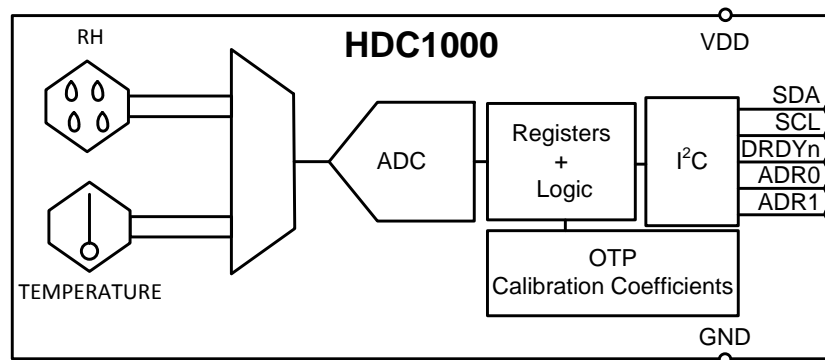 RH
HDC1000
VDD
SDA
SCL
DRDYn
ADR0
ADR1
ADC
Registers
+
Logic
I²C
TEMPERATURE
OTP
Calibration Coefficients
GND